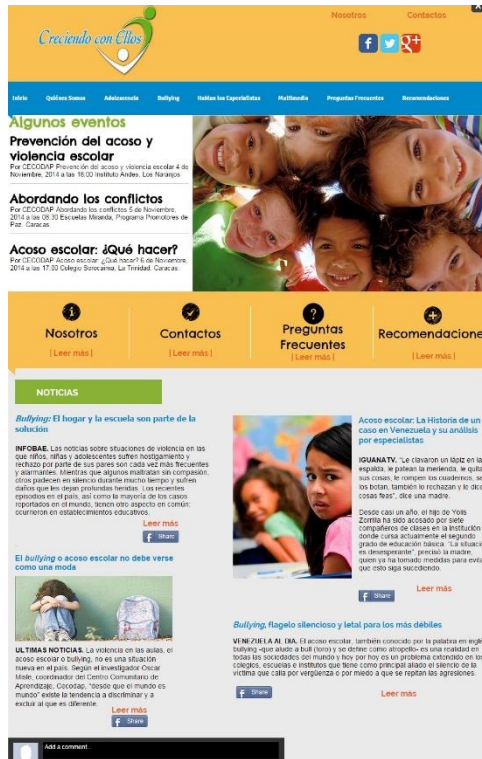 Nosotros
Contactos
Creciendo con Ellos
f
g+
Inicio
Quiénes Somos
Adolescencia
Bullying
Hablan los Especialistas
Multimedia
Preguntas Frecuentes
Recomendaciones
Algunos eventos
Prevención del acoso y
violencia escolar
Por CECODAP Prevención del acoso y violencia escolar 4 de
Noviembre, 2014 a las 18:00 Instituto Andes, Los Naranjos
Abordando los conflictos
Por CECODAP Abordando los conflictos 5 de Noviembre,
2014 a las 08:30 Escuelas Miranda, Programa Promotores de
Paz. Caracas.
Acoso escolar: ¿Qué hacer?
Por CECODAP Acoso escolar: ¿Qué hacer? 6 de Noviembre,
2014 a las 17:00 Colegio Sorocaima, La Trinidad. Caracas.
Nosotros
| Leer más |
Contactos
| Leer más |
Preguntas
Frecuentes
| Leer más |
Recomendacione
| Leer más |
NOTICIAS
Bullying: El hogar y la escuela son parte de la
solución
INFOBAE. Las noticias sobre situaciones de violencia en las
que niños, niñas y adolescentes sufren hostigamiento y
rechazo por parte de sus pares son cada vez más frecuentes
y alarmantes. Mientras que algunos maltratan sin compasión,
otros padecen en silencio durante mucho tiempo y sufren
daños que les dejan profundas heridas. Los recientes
episodios en el país, así como la mayoría de los casos
reportados en el mundo, tienen otro aspecto en común:
ocurrieron en establecimientos educativos.
Leer más
f Share
El bullying o acoso escolar no debe verse
como una moda
ULTIMAS NOTICIAS. La violencia en las aulas, el
acoso escolar o bullying, no es una situación
nueva en el país. Según el investigador Oscar
Misle, coordinador del Centro Comunitario de
Aprendizaje, Cecodap, "desde que el mundo es
mundo" existe la tendencia a discriminar y a
excluir al que es diferente.
Leer más
f Share
Acoso escolar: La Historia de un
caso en Venezuela y su análisis
por especialistas
IGUANATV. "Le clavaron un lápiz en la
espalda, le patean la merienda, le quita
sus cosas, le rompen los cuadernos, se
los botan, también lo rechazan y le dice
cosas feas", dice una madre.
Desde casi un año, el hijo de Yolis
Zorrilla ha sido acosado por siete
compañeros de clases en la institución
donde cursa actualmente el segundo
grado de educación básica. "La situació
es desesperante", precisó la madre,
quien ya ha tomado medidas para evita
que esto siga sucediendo.
Leer más
f Share
Bullying, flagelo silencioso y letal para los más débiles
VENEZUELA AL DIA. El acoso escolar, también conocido por la palabra en inglé
bullying -que alude a bull (toro) y se define como atropello- es una realidad en
todas las sociedades del mundo y hoy por hoy es un problema extendido en los
colegios, escuelas e institutos que tiene como principal aliado el silencio de la
víctima que calla por vergüenza o por miedo a que se repitan las agresiones.
f Share
Leer más
Add a comment...